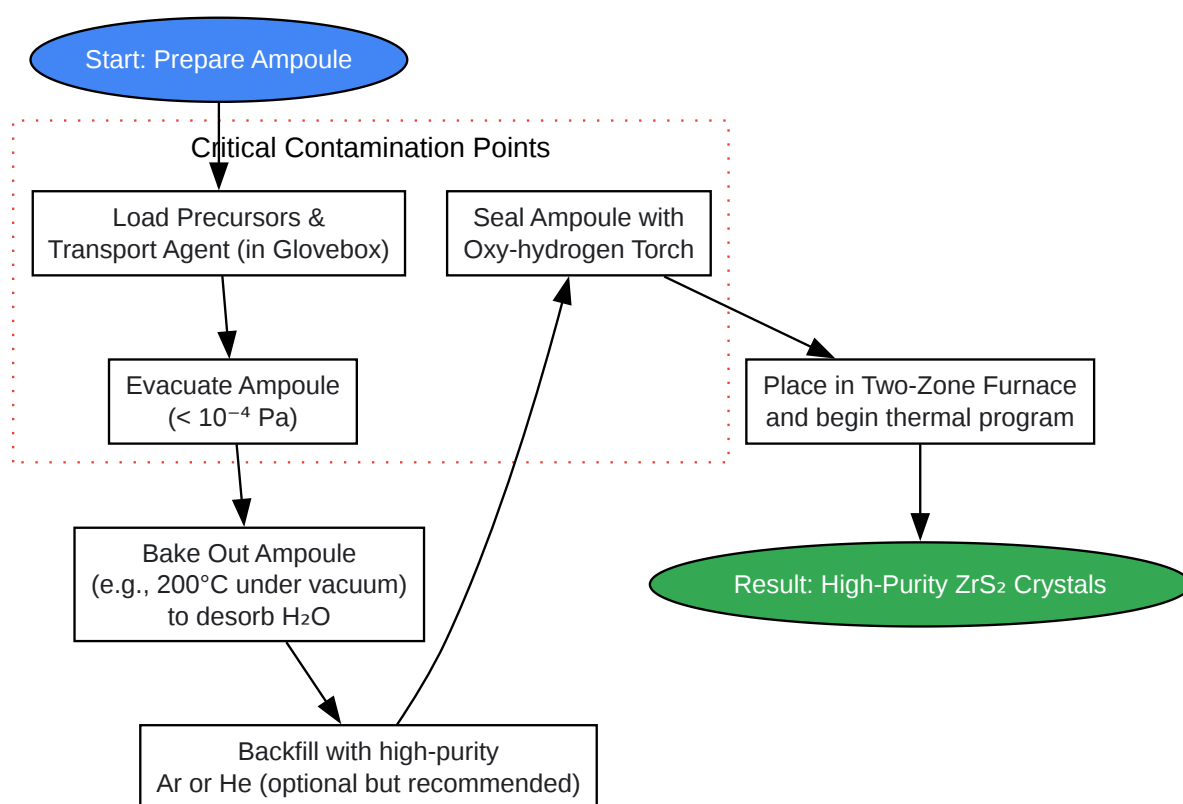 Start: Prepare Ampoule
Critical Contamination Points
Load Precursors &
Transport Agent (in Glovebox)
Seal Ampoule with
Oxy-hydrogen Torch
Evacuate Ampoule
(< 10⁻⁴ Pa)
Place in Two-Zone Furnace
and begin thermal program
Bake Out Ampoule
(e.g., 200°C under vacuum)
to desorb H₂O
Result: High-Purity ZrS₂ Crystals
Backfill with high-purity
Ar or He (optional but recommended)